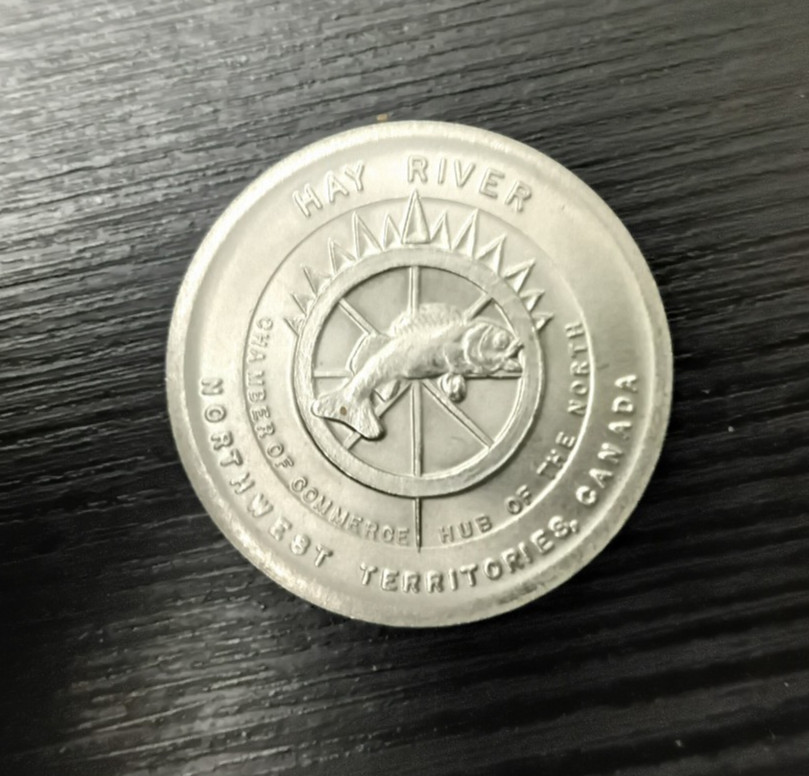 HAY RIVER
CHAMBER OF COMMERCE HUB OF THE NORTH
NORTHWEST TERRITORIES, CANADA